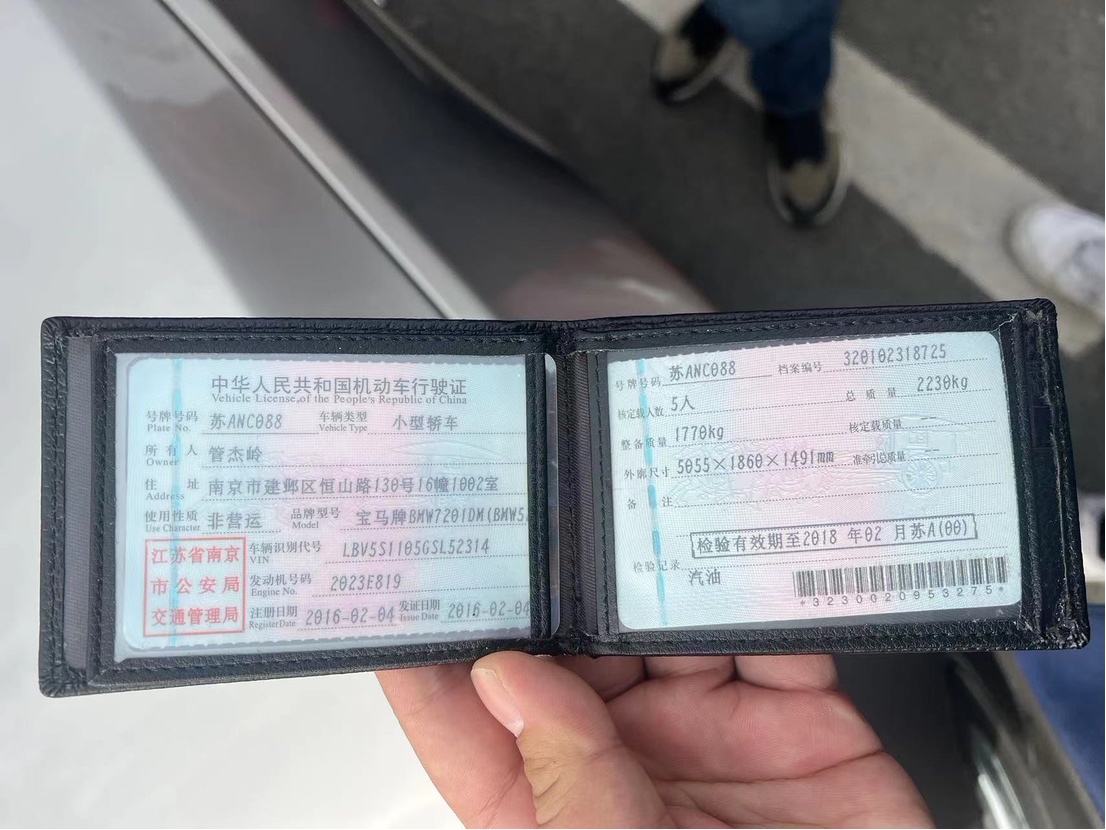 中华人民共和国机动车行驶证
Vehicle License of the People's Republic of China
号牌号码 苏ANC088 车辆类型 小型轿车
Plate No. Vehicle Type
所有人 管杰岭
Owner
住址 南京市建邺区恒山路130号16幢1002室
Address
使用性质 非营运 品牌型号 宝马牌BMW7201DM(BMW5
Use Character Model
江苏省南京
市公安局
交通管理局
车辆识别代号 LBV5S1105GSL52314
VIN
发动机号码 2023E819
Engine No.
注册日期 2016-02-04 发证日期 2016-02-04
Register Date Issue Date
号牌号码 苏ANC088 档案编号 320102318725
核定载人数 5人 总质量 2230kg
整备质量 1770kg 核定载质量
外廓尺寸 5055×1860×1491mm 准牵引总质量 --
备注
检验有效期至2018 年02 月苏A(00)
检验记录
汽油
*3230020953275*